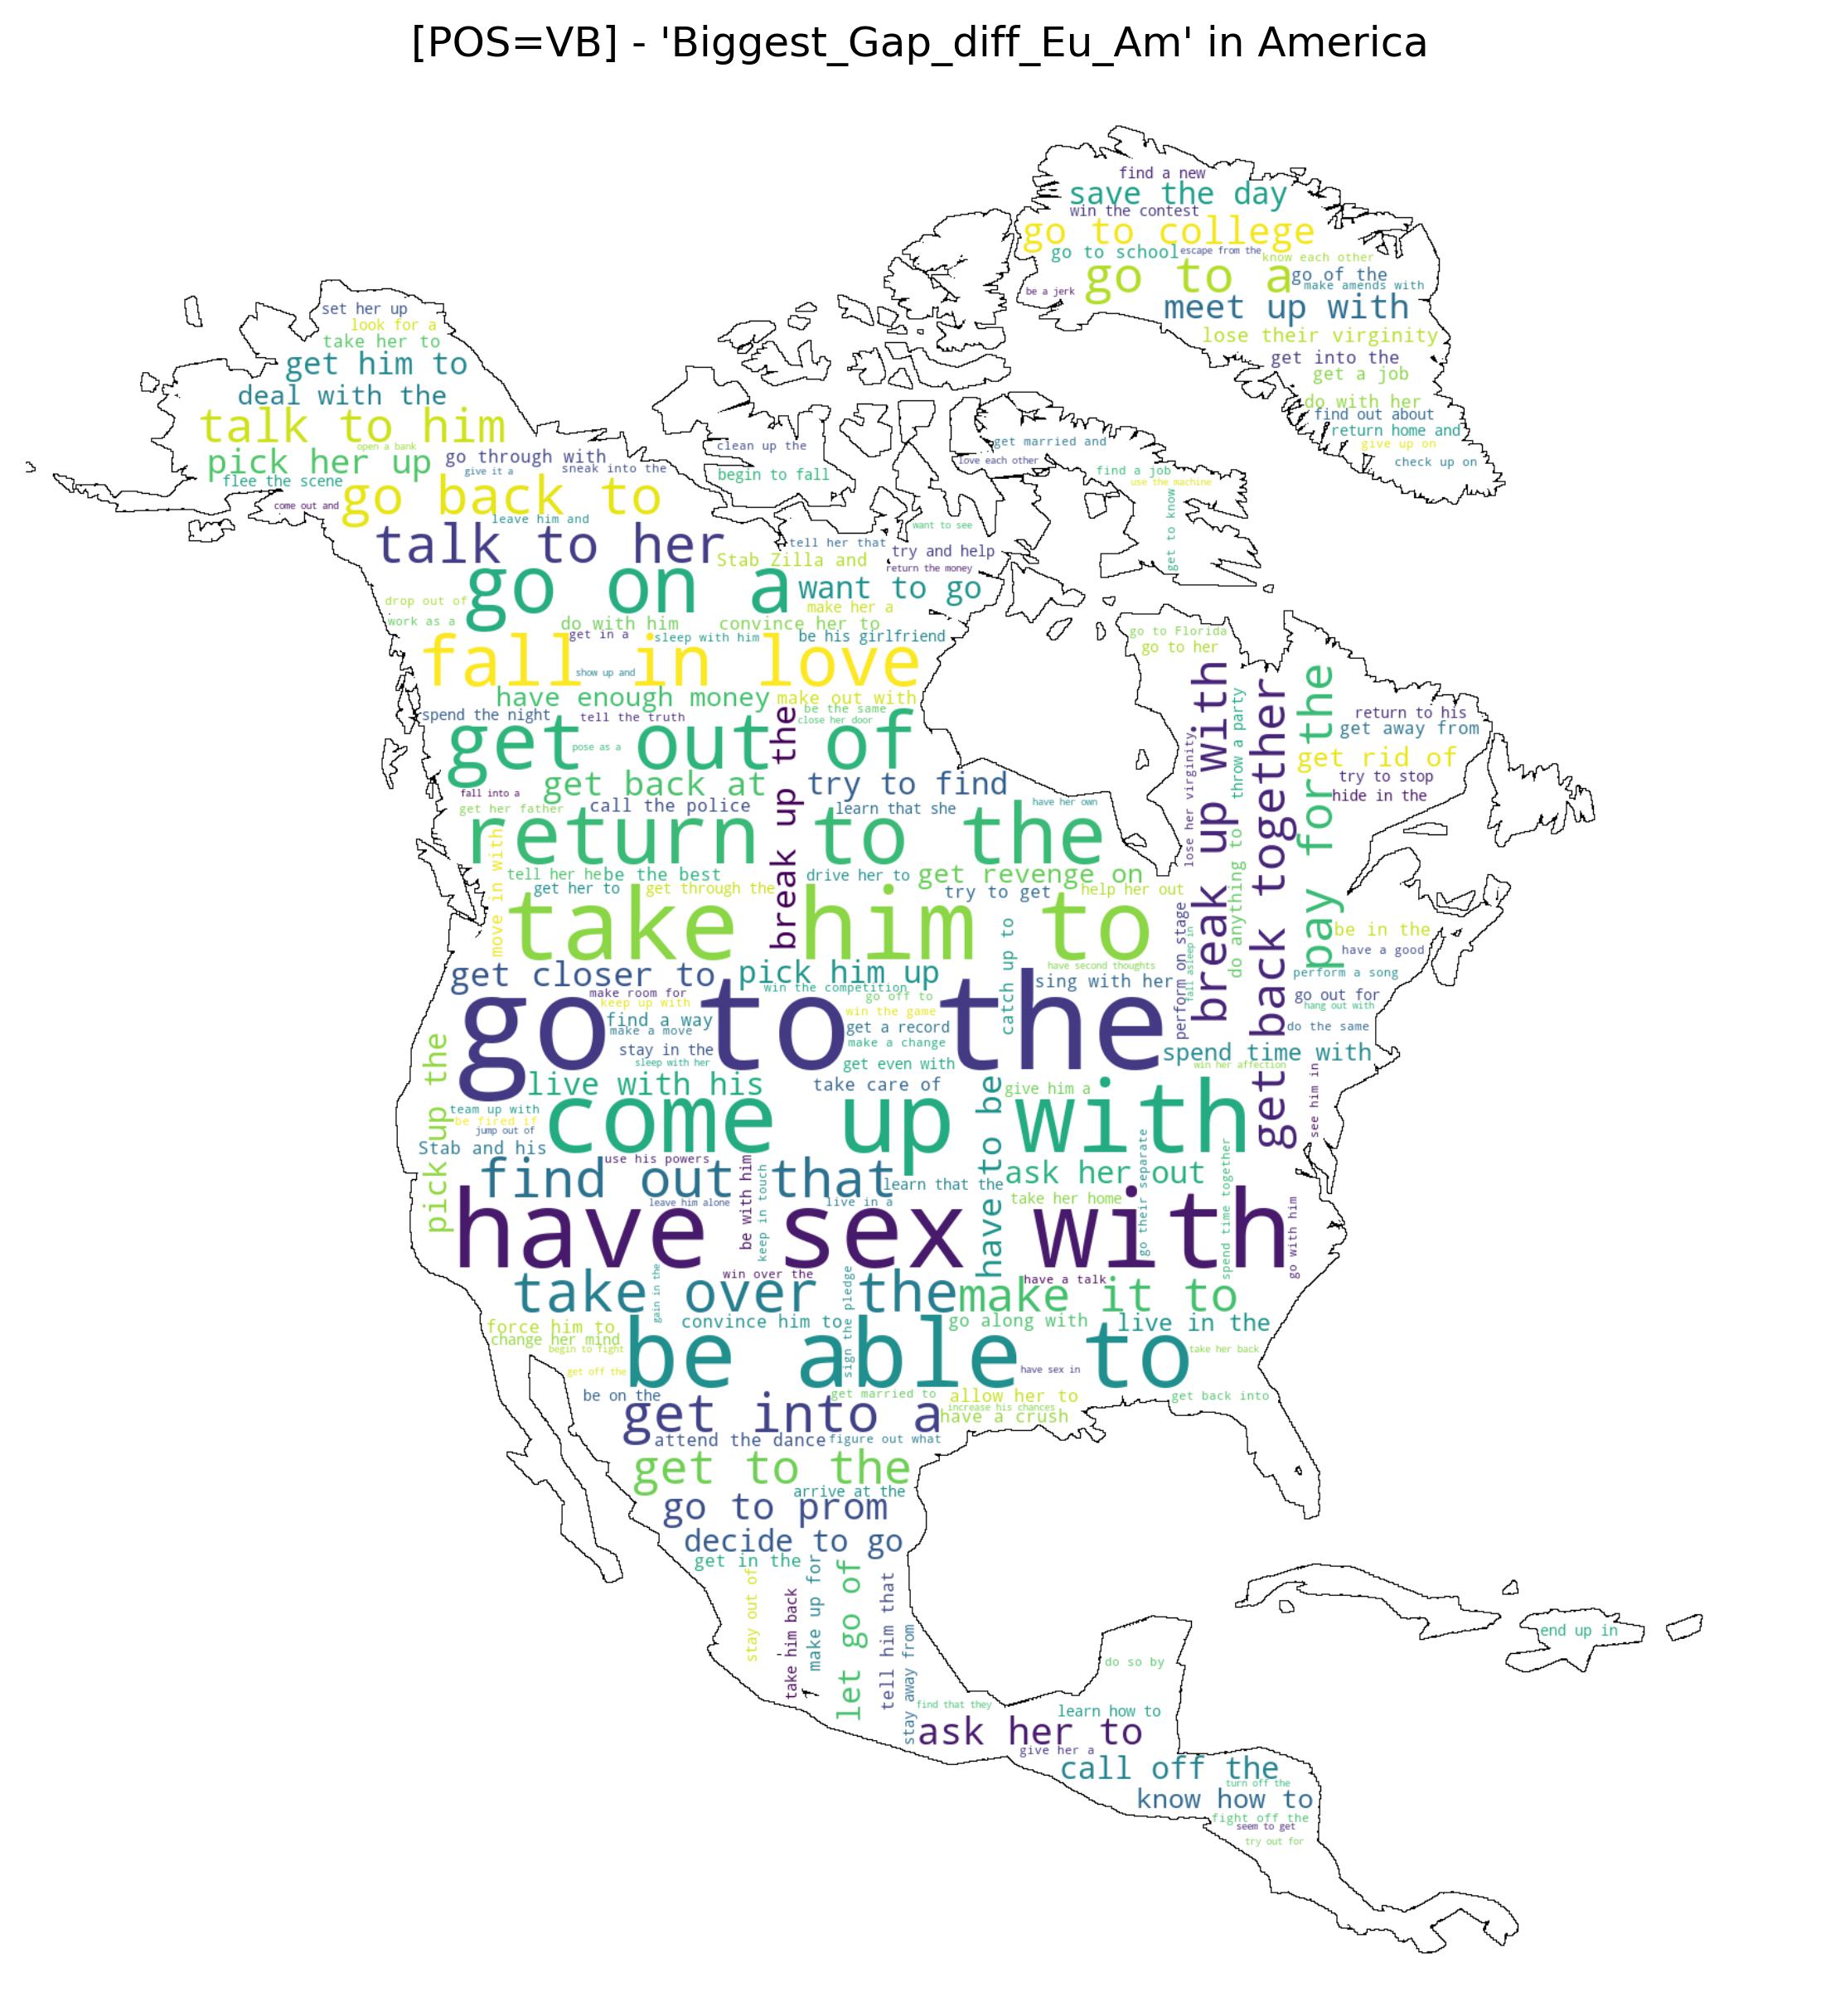 [POS=VB] - 'Biggest_Gap_diff_Eu_Am' in America
find a new
save the day
win the contest
go to college
go to school
escape from the
know each other
go to a
go of the
make amends with
be a jerk
meet up with
lose their virginity
get into the
get a job
do with her
find out about
return home and
give up on
check up on
set her up
look for a
take her to
get him to
deal with the
talk to him
open a bank
pick her up
go through with
give it a
sneak into the
flee the scene
go back to
come out and
leave him and
talk to her
clean up the
begin to fall
get married and
love each other
find a job
use the machine
get to know
want to see
tell her that
try and help
Stab Zilla and
return the money
go on a
want to go
make her a
drop out of
work as a
do with him
convince her to
get in a
sleep with him
be his girlfriend
fall in love
show up and
have enough money
make out with
be the same
close her door
spend the night
tell the truth
get out of
pose as a
break up the
get back at
try to find
fall into a
get her father
call the police
learn that she
have her own
return to the
move in with
tell her he
be the best
drive her to
get revenge on
get her to
get through the
try to get
help her out
take him to
go to Florida
go to her
break up with
throw a party
get back together
pay for the
lose her virginity
do anything to
return to his
get away from
get rid of
try to stop
hide in the
be in the
have a good
perform a song
go out for
hang out with
do the same
perform on stage
fall asleep in
catch up to
have second thoughts
get closer to
pick him up
win the competition
sing with her
make room for
keep up with
go off to
go to the
win the game
find a way
make a move
get a record
make a change
stay in the
sleep with her
get even with
spend time with
win her affection
see him in
pick up the
live with his
take care of
give him a
have to be
team up with
be fired if
jump out of
come up with
Stab and his
use his powers
find out that
be with him
keep in touch
learn that the
ask her out
go their separate
spend time together
leave him alone
live in a
take her home
have sex with
go with him
win over the
have a talk
gain in the
take over the
sign the pledge
make it to
force him to
change her mind
convince him to
go along with
live in the
begin to fight
be able to
take her back
get off the
have sex in
be on the
get married to
allow her to
get back into
get into a
increase his chances
have a crush
attend the dance
figure out what
get to the
arrive at the
go to prom
decide to go
get in the
stay out of
take him back
make up for
let go of
tell him that
stay away from
end up in
do so by
find that they
learn how to
ask her to
give her a
call off the
turn off the
know how to
fight off the
seem to get
try out for